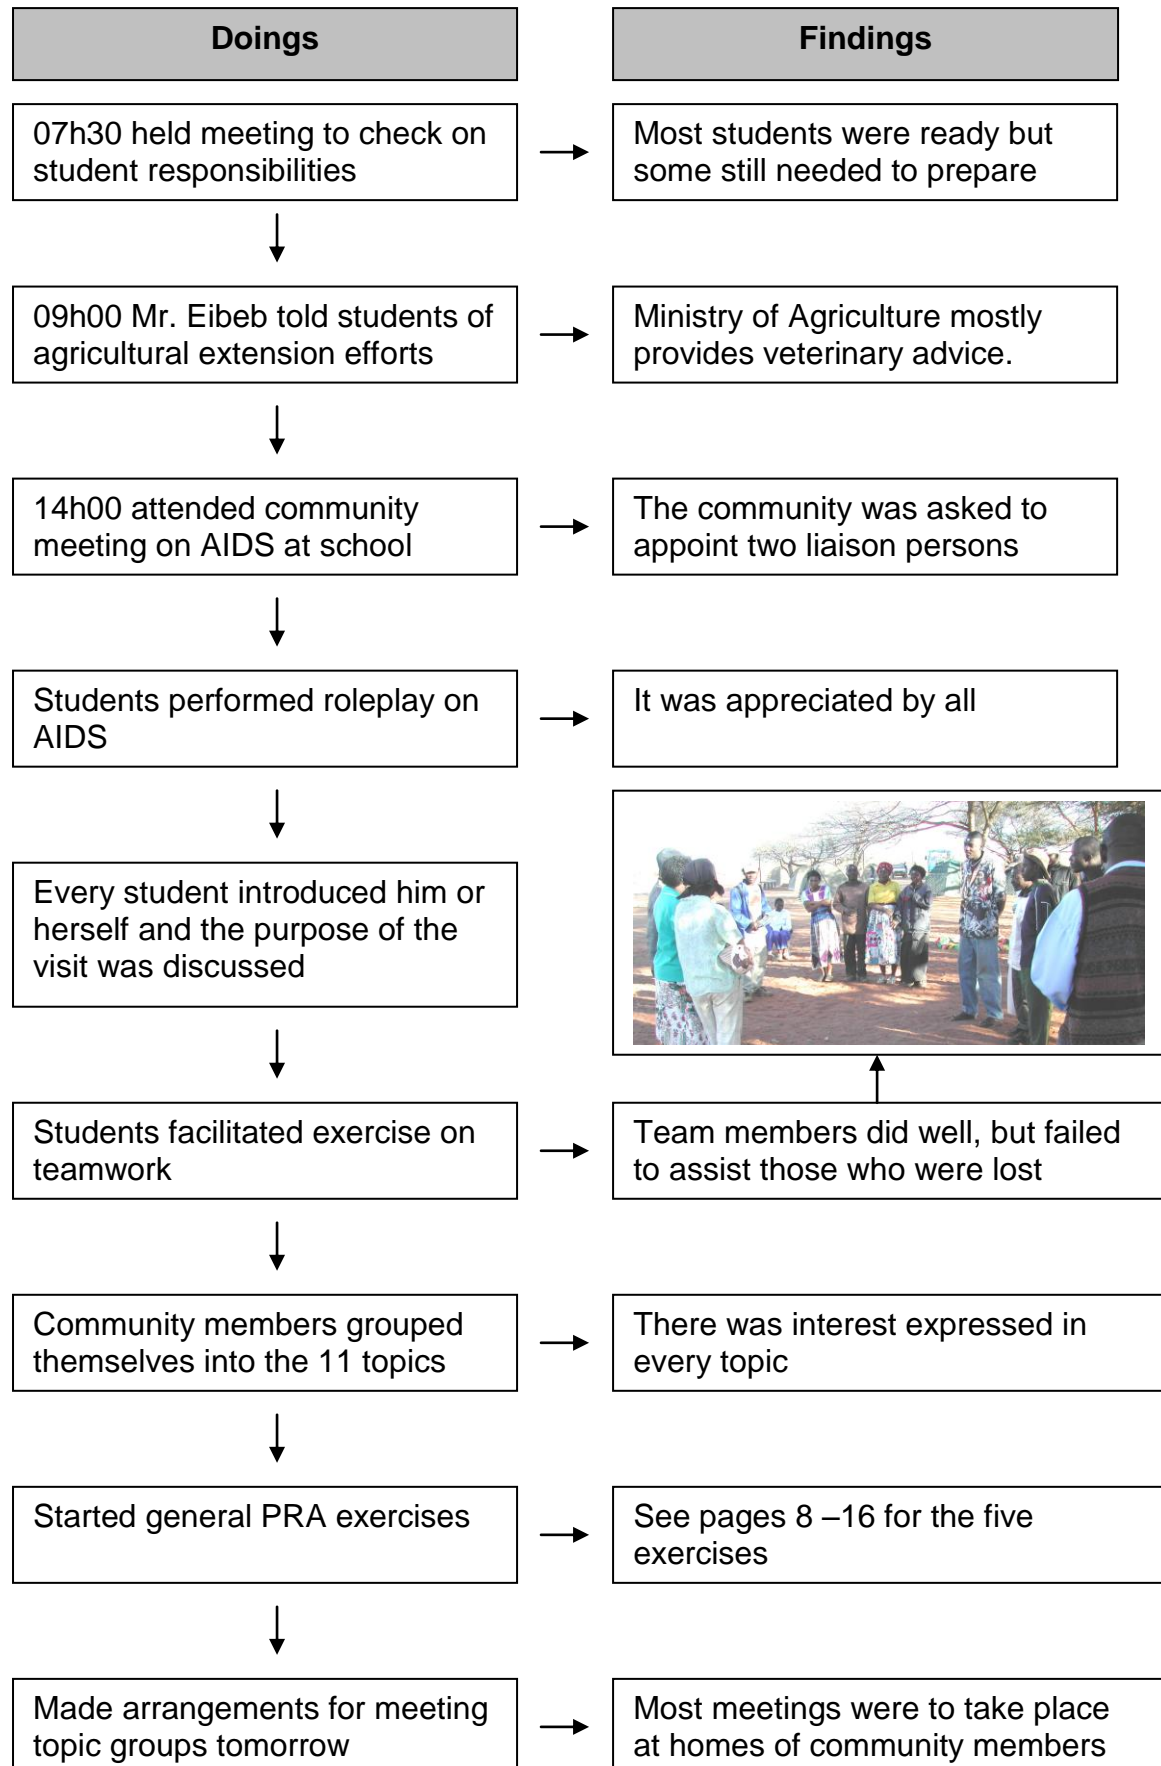 Doings
Findings
07h30 held meeting to check on
student responsibilities
Most students were ready but
some still needed to prepare
09h00 Mr. Eibeb told students of
agricultural extension efforts
Ministry of Agriculture mostly
provides veterinary advice.
14h00 attended community
meeting on AIDS at school
The community was asked to
appoint two liaison persons
Students performed roleplay on
AIDS
It was appreciated by all
Every student introduced him or
herself and the purpose of the
visit was discussed
Students facilitated exercise on
teamwork
Team members did well, but failed
to assist those who were lost
Community members grouped
themselves into the 11 topics
There was interest expressed in
every topic
Started general PRA exercises
See pages 8 –16 for the five
exercises
Made arrangements for meeting
topic groups tomorrow
Most meetings were to take place
at homes of community members